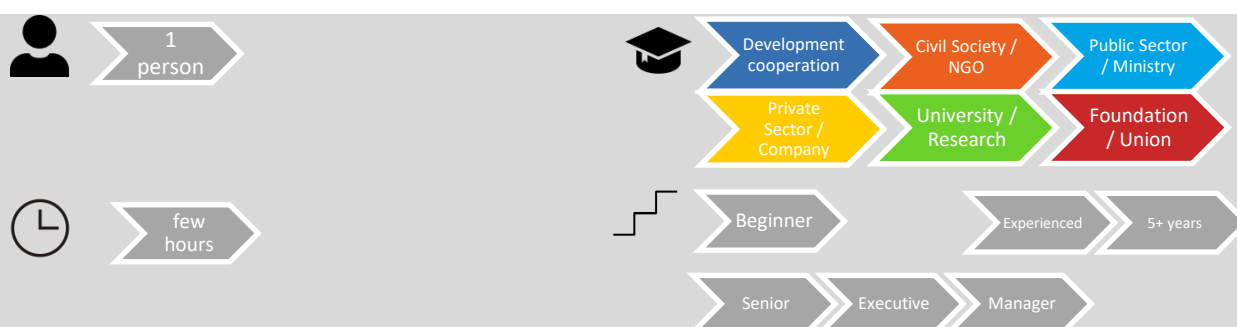 1
person
Development
cooperation
Civil Society /
NGO
Public Sector
/ Ministry
Private
Sector /
Company
University /
Research
Foundation
/ Union
few
hours
Beginner
Experienced
5+ years
Senior
Executive
Manager